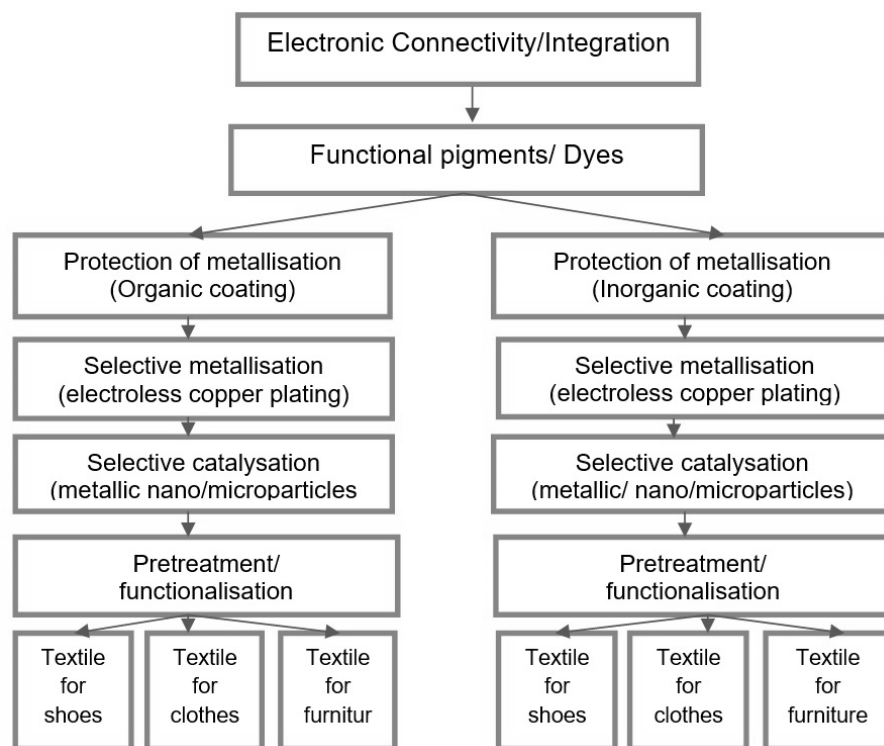 Electronic Connectivity/Integration
Functional pigments/ Dyes
Protection of metallisation
(Organic coating)
Protection of metallisation
(Inorganic coating)
Selective metallisation
(electroless copper plating)
Selective metallisation
(electroless copper plating)
Selective catalysation
(metallic nano/microparticles
Selective catalysation
(metallic/ nano/microparticles)
Pretreatment/
functionalisation
Pretreatment/
functionalisation
Textile
for
shoes
Textile
for
clothes
Textile
for
furnitur
Textile
for
shoes
Textile
for
clothes
Textile
for
furniture